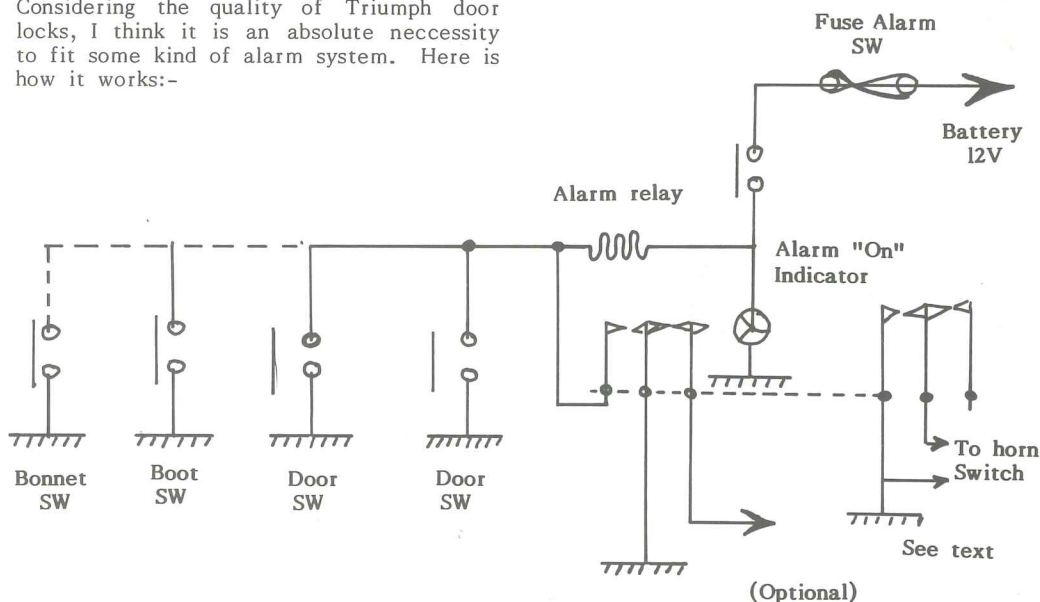 Considering the quality of Triumph door
locks, I think it is an absolute neccessity
to fit some kind of alarm system. Here is
how it works:-
Fuse Alarm
SW
Battery
12V
Alarm relay
Alarm "On"
Indicator
To horn
Switch
Bonnet
SW
Boot
SW
Door
SW
Door
SW
See text
(Optional)